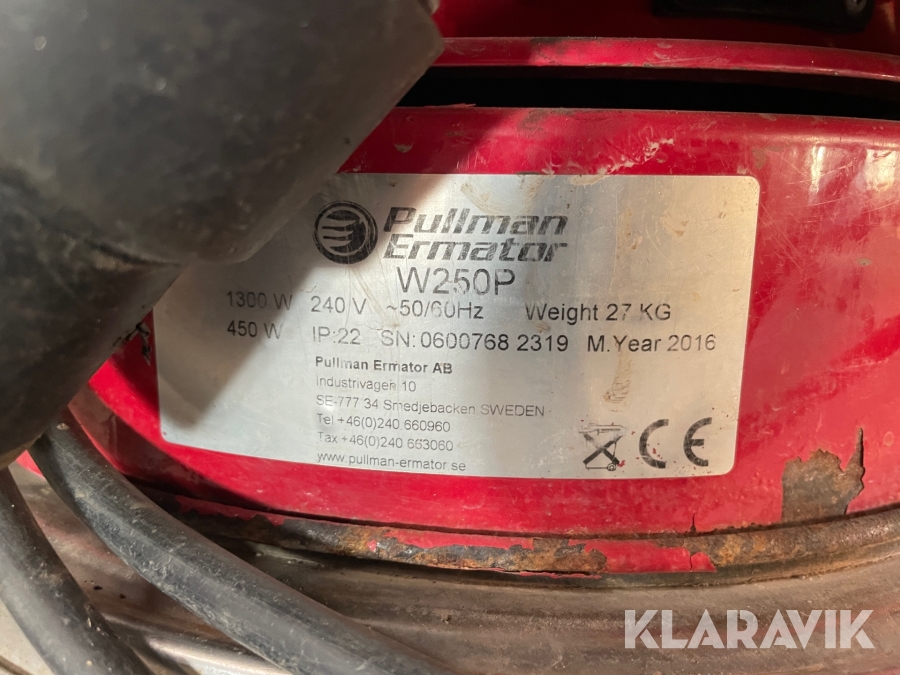 Pullman
Ermator
W250P
1300 W 240 V ~50/60Hz Weight 27 KG
450 W IP:22 SN:0600768 2319 M.Year 2016
Pullman Ermator AB
Industrivägen 10
SE-777 34 Smedjebacken SWEDEN
Tel +46(0)240 660960
Fax +46(0)240 663060
www.pullman-ermator.se
CE
KLARAVIK